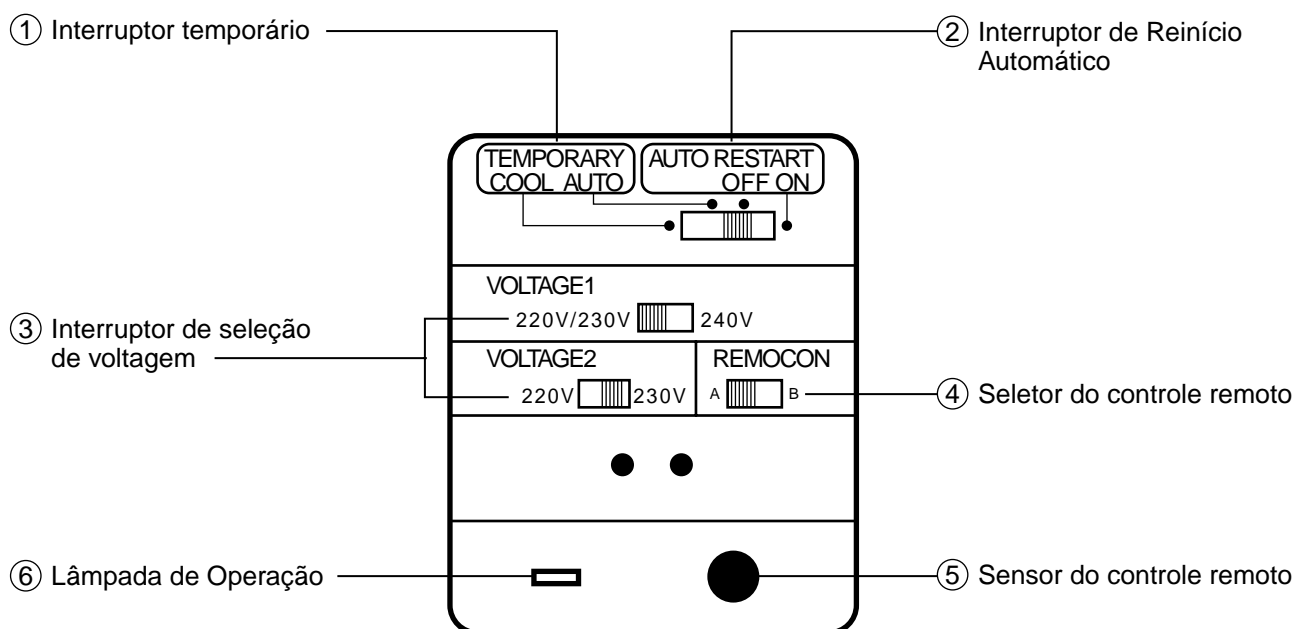 ① Interruptor temporário
② Interruptor de Reinício
Automático
TEMPORARY
COOL AUTO
AUTO RESTART
OFF ON
VOLTAGE1
220V/230V 240V
③ Interruptor de seleção
de voltagem
VOLTAGE2
220V 230V
REMOCON
A B
④ Seletor do controle remoto
⑥ Lâmpada de Operação
⑤ Sensor do controle remoto